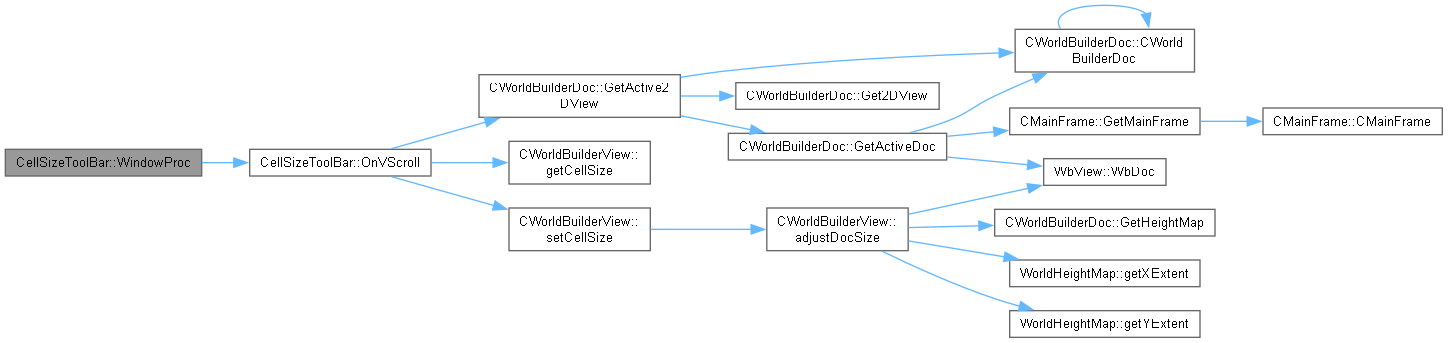 CellSizeToolBar::WindowProc
CellSizeToolBar::OnVScroll
CWorldBuilderDoc::GetActive2
DView
CWorldBuilderView::
getCellSize
CWorldBuilderView::
setCellSize
CWorldBuilderDoc::Get2DView
CWorldBuilderDoc::GetActiveDoc
CWorldBuilderView::
adjustDocSize
CWorldBuilderDoc::CWorld
BuilderDoc
CMainFrame::GetMainFrame
CMainFrame::CMainFrame
WbView::WbDoc
CWorldBuilderDoc::GetHeightMap
WorldHeightMap::getXExtent
WorldHeightMap::getYExtent